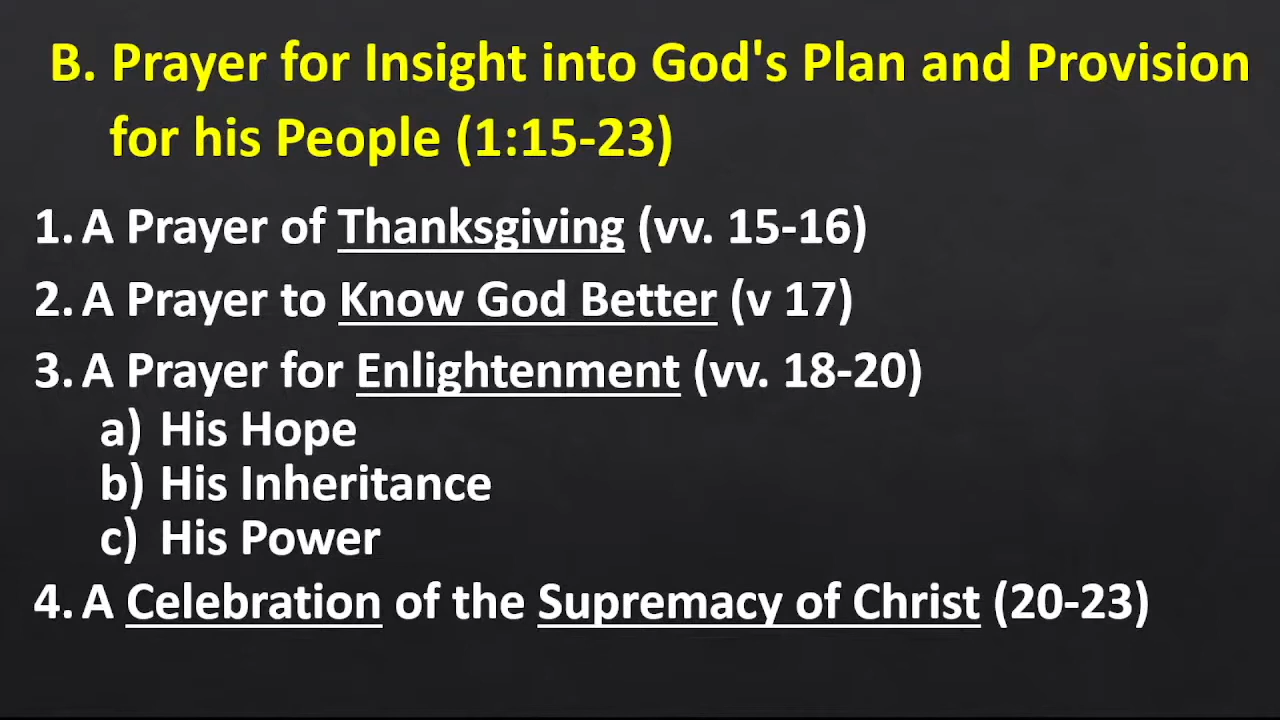 B. Prayer for Insight into God's Plan and Provision
for his People (1:15-23)
1. A Prayer of Thanksgiving (vv. 15-16)
2. A Prayer to Know God Better (v 17)
3. A Prayer for Enlightenment (vv. 18-20)
a) His Hope
b) His Inheritance
c) His Power
4. A Celebration of the Supremacy of Christ (20-23)